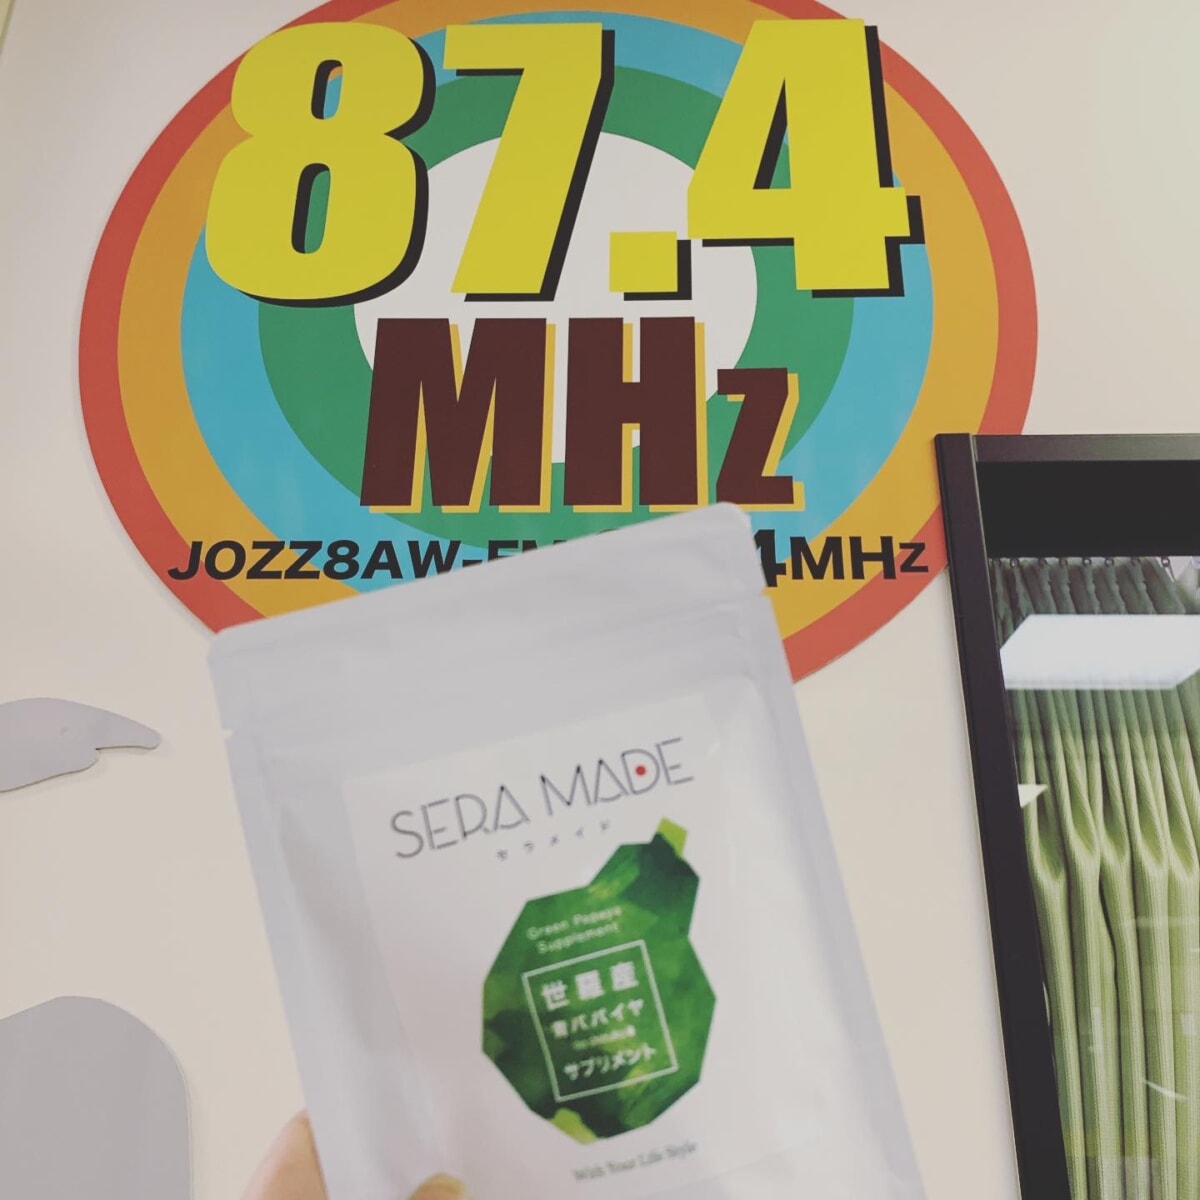 87.4
MHz
JOZZ8AW-FM 4MHz
SERA MADE
セラメイド
Green Papaya
Supplement
世羅産
青パパイヤ
サプリメント
With Your Life Style